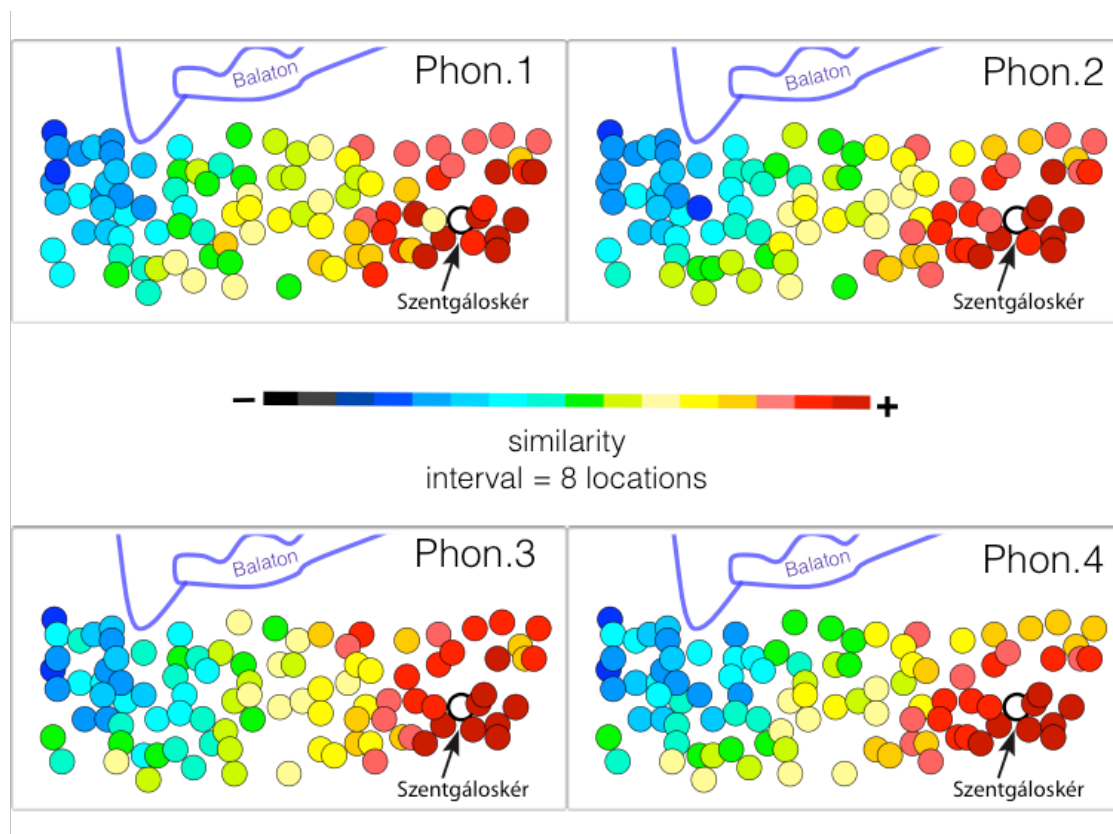 Balaton
Phon.1
Szentgáloskér
Balaton
Phon.2
Szentgáloskér
− +
similarity
interval = 8 locations
Balaton
Phon.3
Szentgáloskér
Balaton
Phon.4
Szentgáloskér